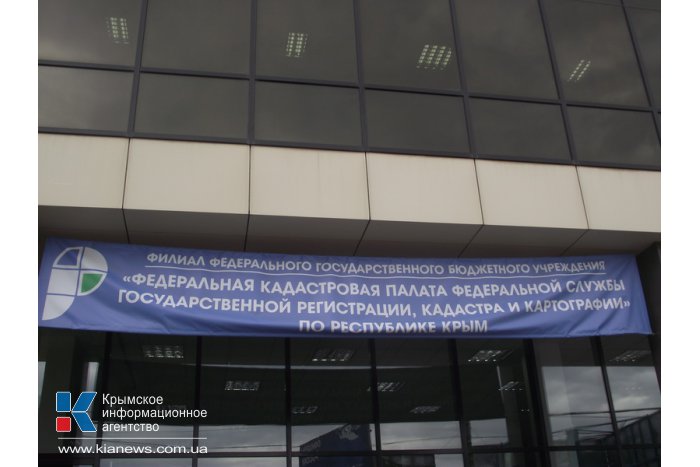 ФИЛИАЛ ФЕДЕРАЛЬНОГО ГОСУДАРСТВЕННОГО БЮДЖЕТНОГО УЧРЕЖДЕНИЯ
«ФЕДЕРАЛЬНАЯ КАДАСТРОВАЯ ПАЛАТА ФЕДЕРАЛЬНОЙ СЛУЖБЫ
ГОСУДАРСТВЕННОЙ РЕГИСТРАЦИИ, КАДАСТРА И КАРТОГРАФИИ»
ПО РЕСПУБЛИКЕ КРЫМ
Крымское
информационное
агентство
www.kianews.com.ua